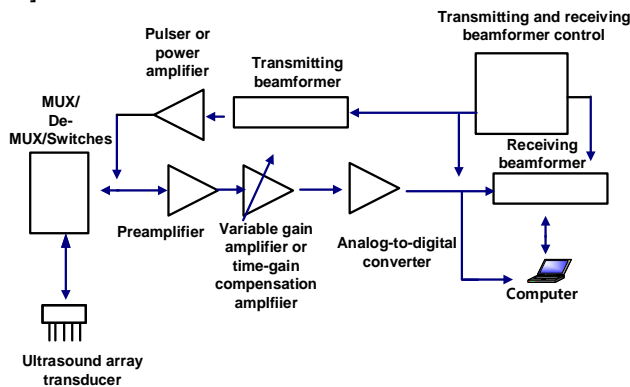 Transmitting and receiving
beamformer control
Pulser or
power
amplifier
Transmitting
beamformer
MUX/
De-
MUX/Switches
Receiving
beamformer
Preamplifier
Variable gain
amplifier or
time-gain
compensation
amplfiier
Analog-to-digital
converter
Computer
Ultrasound array
transducer